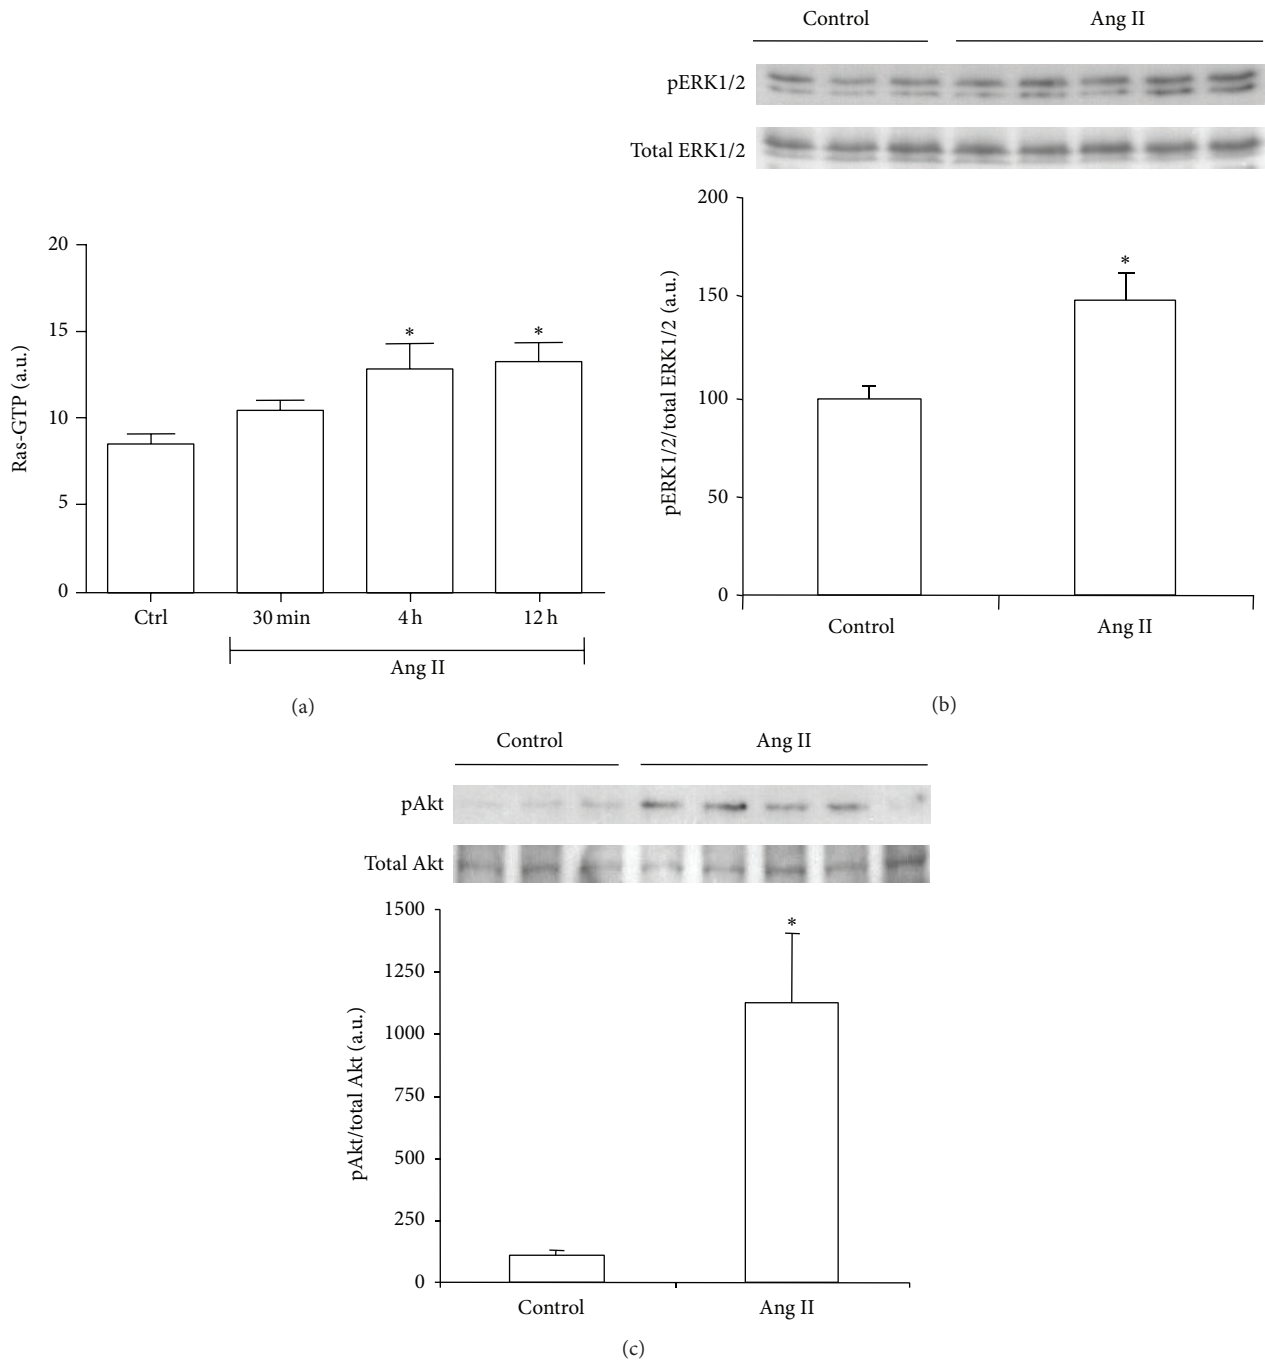 Control Ang II
pERK1/2
Total ERK1/2
200
150
100
50
0
pERK1/2/total ERK1/2 (a.u.)
*
Control Ang II
(b)
20
15
10
5
0
Ras-GTP (a.u.)
* *
Ctrl 30 min 4 h 12 h
Ang II
(a)
Control Ang II
pAkt
Total Akt
1500
1250
1000
750
500
250
0
pAkt/total Akt (a.u.)
*
Control Ang II
(c)